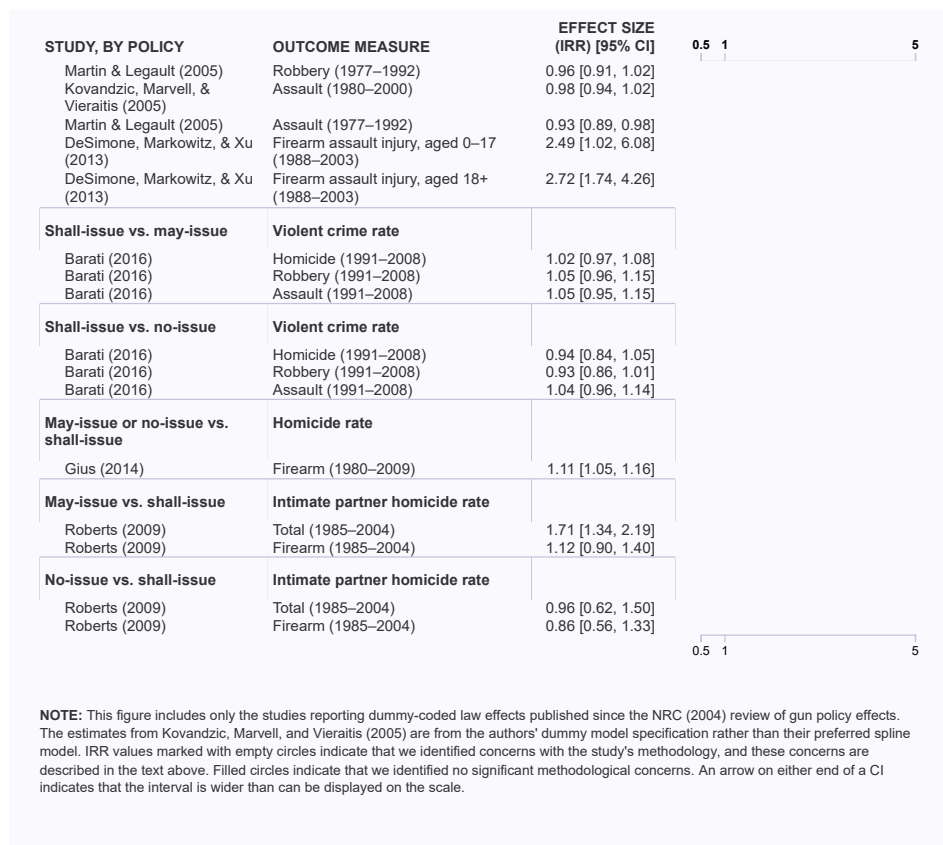 EFFECT SIZE
STUDY, BY POLICY OUTCOME MEASURE (IRR) [95% CI] 0.5 1 5
Martin & Legault (2005) Robbery (1977–1992) 0.96 [0.91, 1.02]
Kovandzic, Marvell, & Assault (1980–2000) 0.98 [0.94, 1.02]
Vieraitis (2005)
Martin & Legault (2005) Assault (1977–1992) 0.93 [0.89, 0.98]
DeSimone, Markowitz, & Xu Firearm assault injury, aged 0–17 2.49 [1.02, 6.08]
(2013) (1988–2003)
DeSimone, Markowitz, & Xu Firearm assault injury, aged 18+ 2.72 [1.74, 4.26]
(2013) (1988–2003)
Shall-issue vs. may-issue Violent crime rate
Barati (2016) Homicide (1991–2008) 1.02 [0.97, 1.08]
Barati (2016) Robbery (1991–2008) 1.05 [0.96, 1.15]
Barati (2016) Assault (1991–2008) 1.05 [0.95, 1.15]
Shall-issue vs. no-issue Violent crime rate
Barati (2016) Homicide (1991–2008) 0.94 [0.84, 1.05]
Barati (2016) Robbery (1991–2008) 0.93 [0.86, 1.01]
Barati (2016) Assault (1991–2008) 1.04 [0.96, 1.14]
May-issue or no-issue vs. Homicide rate
shall-issue
Gius (2014) Firearm (1980–2009) 1.11 [1.05, 1.16]
May-issue vs. shall-issue Intimate partner homicide rate
Roberts (2009) Total (1985–2004) 1.71 [1.34, 2.19]
Roberts (2009) Firearm (1985–2004) 1.12 [0.90, 1.40]
No-issue vs. shall-issue Intimate partner homicide rate
Roberts (2009) Total (1985–2004) 0.96 [0.62, 1.50]
Roberts (2009) Firearm (1985–2004) 0.86 [0.56, 1.33]
0.5 1 5
NOTE: This figure includes only the studies reporting dummy-coded law effects published since the NRC (2004) review of gun policy effects.
The estimates from Kovandzic, Marvell, and Vieraitis (2005) are from the authors' dummy model specification rather than their preferred spline
model. IRR values marked with empty circles indicate that we identified concerns with the study's methodology, and these concerns are
described in the text above. Filled circles indicate that we identified no significant methodological concerns. An arrow on either end of a CI
indicates that the interval is wider than can be displayed on the scale.